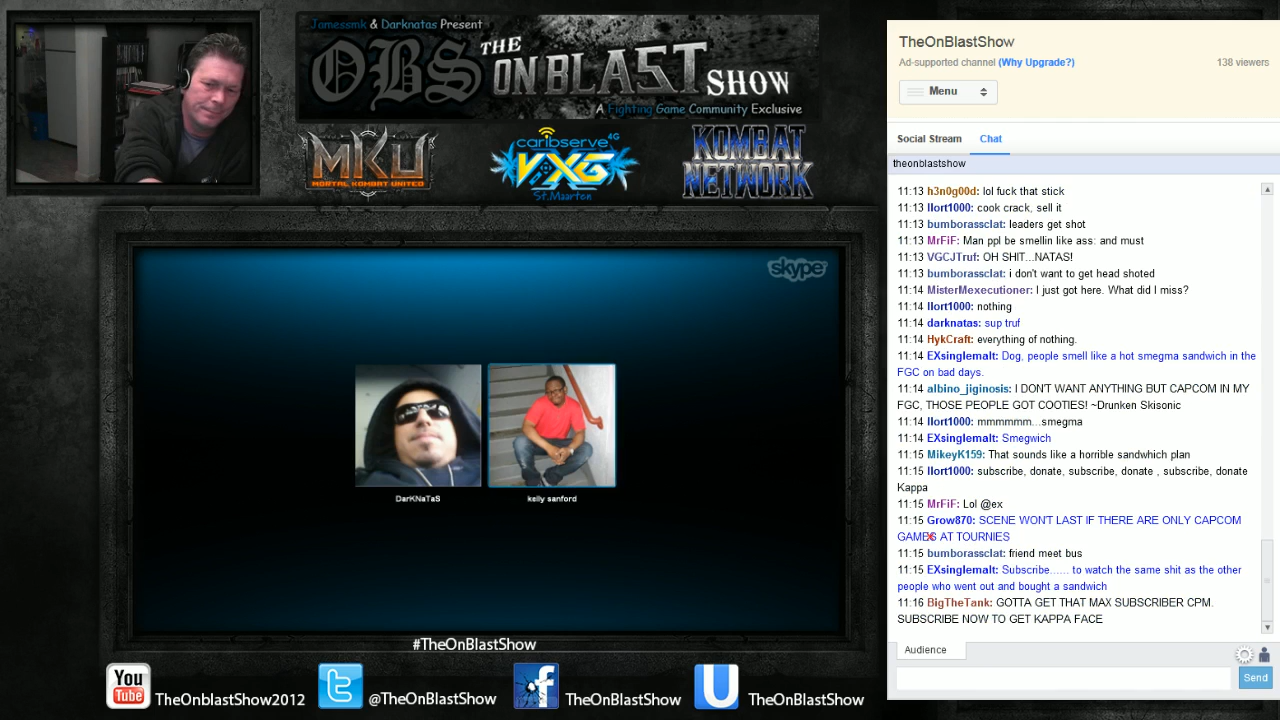 Jamessmk & Darknatas Present
OBS THE ON BLAST SHOW
A Fighting Game Community Exclusive
MKU
MORTAL KOMBAT UNITED
caribserve 4G
VXG
St.Maarten
KOMBAT
NETWORK
skype
DarKNaTaS
kelly sanford
#TheOnBlastShow
You
Tube
TheOnblastShow2012
t
@TheOnBlastShow
f
TheOnBlastShow
U
TheOnBlastShow
TheOnBlastShow
Ad-supported channel (Why Upgrade?)
138 viewers
Menu
Social Stream
Chat
theonblastshow
11:13 h3n0g00d: lol fuck that stick
11:13 llort1000: cook crack, sell it
11:13 bumborassclat: leaders get shot
11:13 MrFiF: Man ppl be smellin like ass: and must
11:13 VGCJTruf: OH SHIT...NATAS!
11:13 bumborassclat: i don't want to get head shoted
11:14 MisterMexecutioner: I just got here. What did I miss?
11:14 llort1000: nothing
11:14 darknatas: sup truf
11:14 HykCraft: everything of nothing.
11:14 EXsinglemalt: Dog, people smell like a hot smegma sandwich in the
FGC on bad days.
11:14 albino_jiginosis: I DON'T WANT ANYTHING BUT CAPCOM IN MY
FGC, THOSE PEOPLE GOT COOTIES! ~Drunken Skisonic
11:14 llort1000: mmmmmm...smegma
11:14 EXsinglemalt: Smegwich
11:15 MikeyK159: That sounds like a horrible sandwhich plan
11:15 llort1000: subscribe, donate, subscribe, donate , subscribe, donate
Kappa
11:15 MrFiF: Lol @ex
11:15 Grow870: SCENE WON'T LAST IF THERE ARE ONLY CAPCOM
GAMES AT TOURNIES
11:15 bumborassclat: friend meet bus
11:15 EXsinglemalt: Subscribe...... to watch the same shit as the other
people who went out and bought a sandwich
11:16 BigTheTank: GOTTA GET THAT MAX SUBSCRIBER CPM.
SUBSCRIBE NOW TO GET KAPPA FACE
Audience
Send